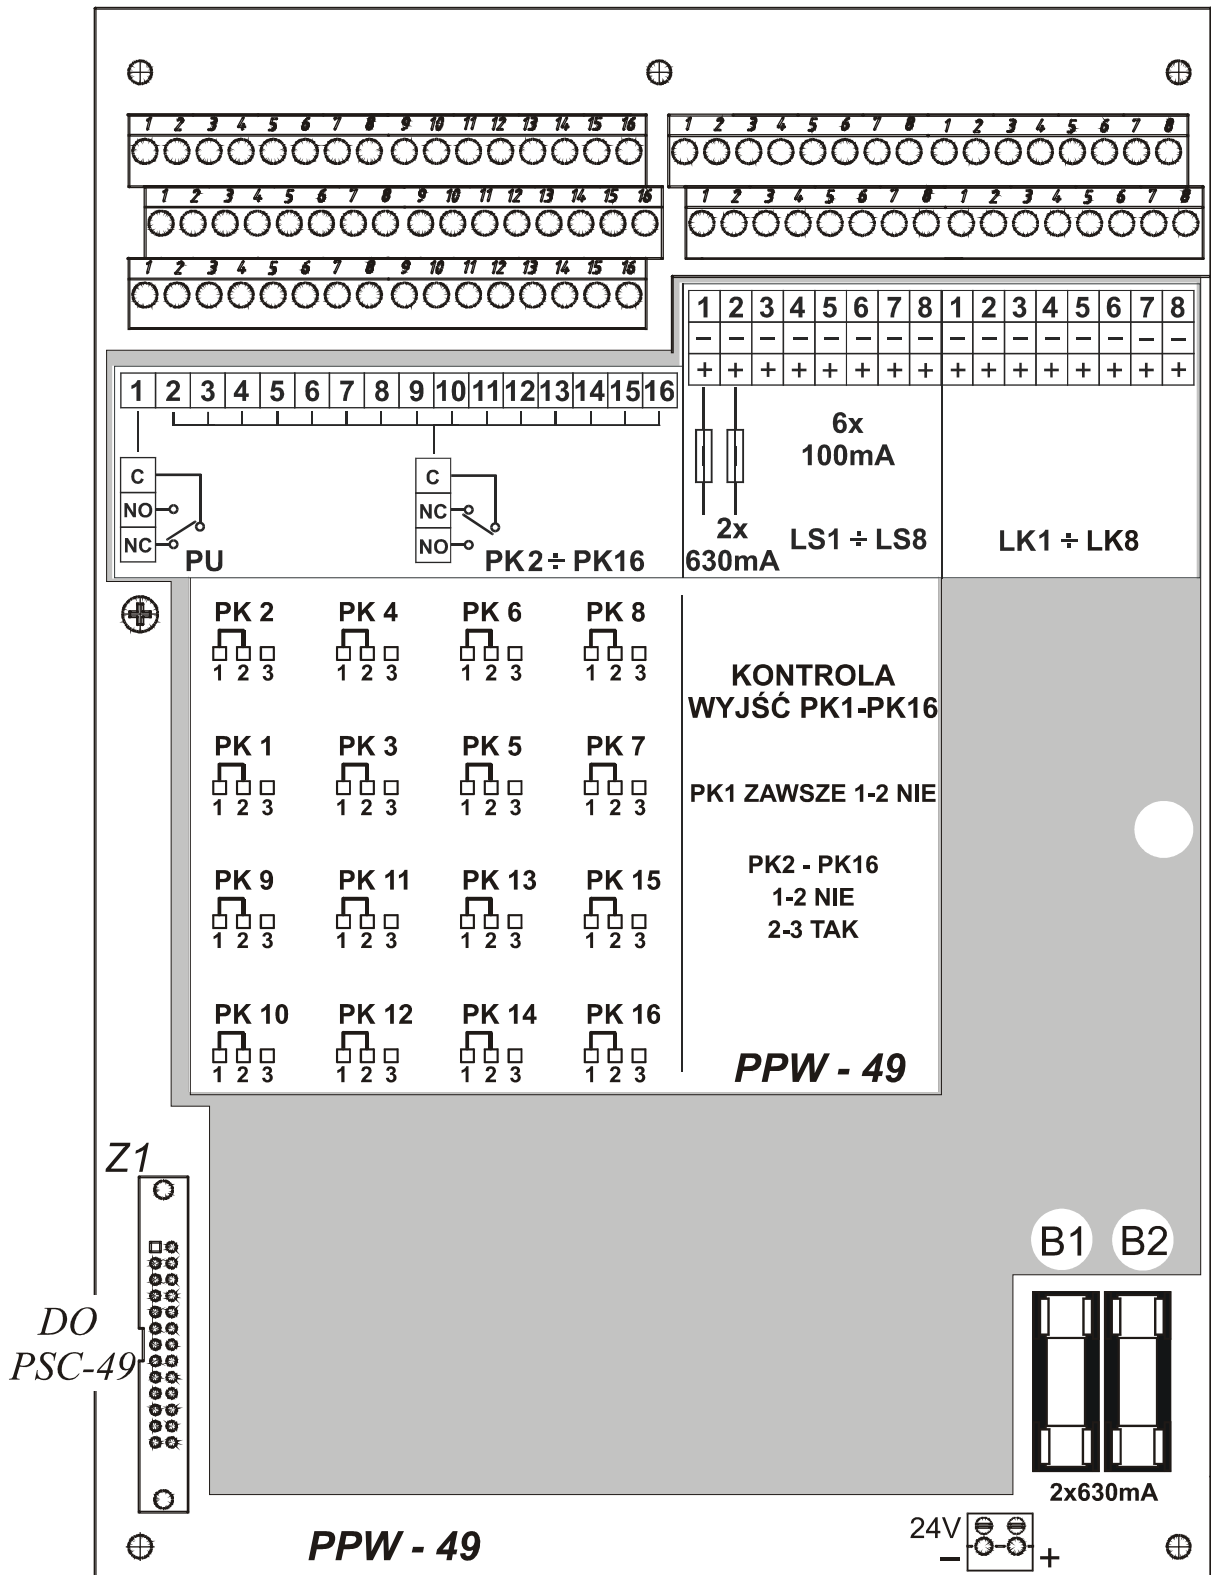 1 2 3 4 5 6 7 8 9 10 11 12 13 14 15 16
1 2 3 4 5 6 7 8 1 2 3 4 5 6 7 8
1 2 3 4 5 6 7 8 9 10 11 12 13 14 15 16
1 2 3 4 5 6 7 8 1 2 3 4 5 6 7 8
1 2 3 4 5 6 7 8 9 10 11 12 13 14 15 16
1 2 3 4 5 6 7 8 1 2 3 4 5 6 7 8
– – – – – – – – – – – – – – – –
+ + + + + + + + + + + + + + + +
1 2 3 4 5 6 7 8 9 10 11 12 13 14 15 16
C
NO
NC
PU
C
NC
NO
PK2 ÷ PK16
6x
100mA
2x
630mA
LS1 ÷ LS8
LK1 ÷ LK8
PK 2 PK 4 PK 6 PK 8
1 2 3 1 2 3 1 2 3 1 2 3
PK 1 PK 3 PK 5 PK 7
1 2 3 1 2 3 1 2 3 1 2 3
PK 9 PK 11 PK 13 PK 15
1 2 3 1 2 3 1 2 3 1 2 3
PK 10 PK 12 PK 14 PK 16
1 2 3 1 2 3 1 2 3 1 2 3
KONTROLA
WYJŚĆ PK1-PK16
PK1 ZAWSZE 1-2 NIE
PK2 - PK16
1-2 NIE
2-3 TAK
PPW - 49
Z1
DO
PSC-49
B1 B2
2x630mA
24V
– +
PPW - 49